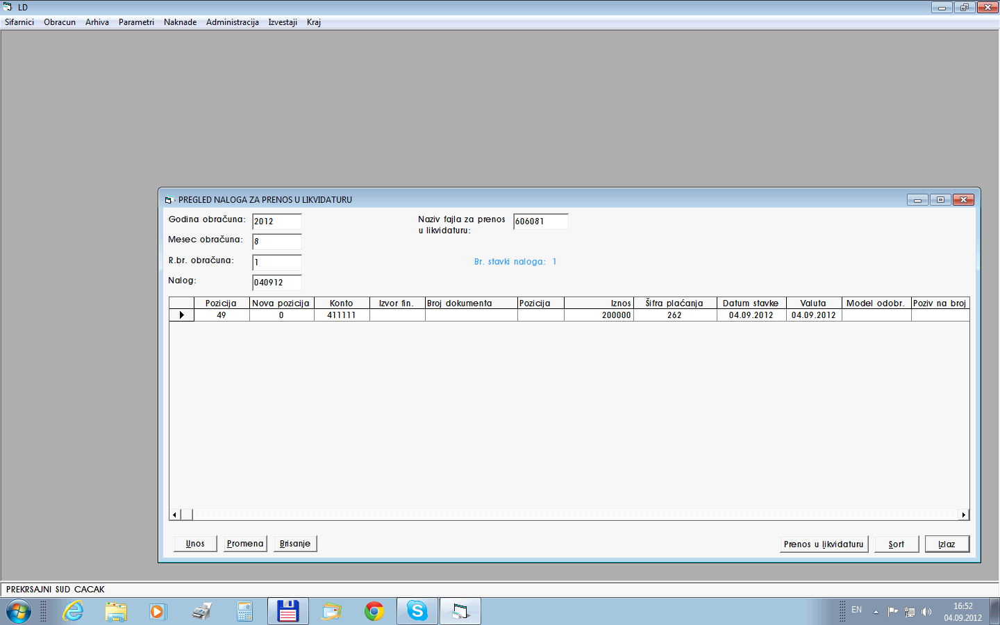 LD
Sifarnici Obracun Arhiva Parametri Naknade Administracija Izvestaji Kraj
PREGLED NALOGA ZA PRENOS U LIKVIDATURU
Godina obračuna: 2012
Naziv fajla za prenos u likvidaturu: 606081
Mesec obračuna: 8
R.br. obračuna: 1
Br. stavki naloga: 1
Nalog: 040912
Pozicija Nova pozicija Konto Izvor fin. Broj dokumenta Pozicija Iznos Šifra plaćanja Datum stavke Valuta Model odobr. Poziv na broj
49 0 411111 200000 262 04.09.2012 04.09.2012
Unos Promena Brisanje Prenos u likvidaturu Sort Izlaz
PREKRSAJNI SUD CACAK
EN 16:52
04.09.2012